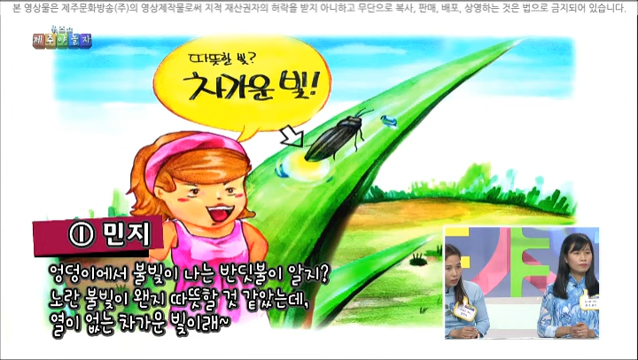 본 영상물은 제주문화방송(주)의 영상제작물로써 지적 재산권자의 허락을 받지 아니하고 무단으로 복사, 판매, 배포, 상영하는 것은 법으로 금지되어 있습니다.
따뜻할 빛?
차가운 빛!
① 민지
엉덩이에서 불빛이 나는 반딧불이 알지?
노란 불빛이 왠지 따뜻할 것 같았는데,
열이 없는 차가운 빛이래~